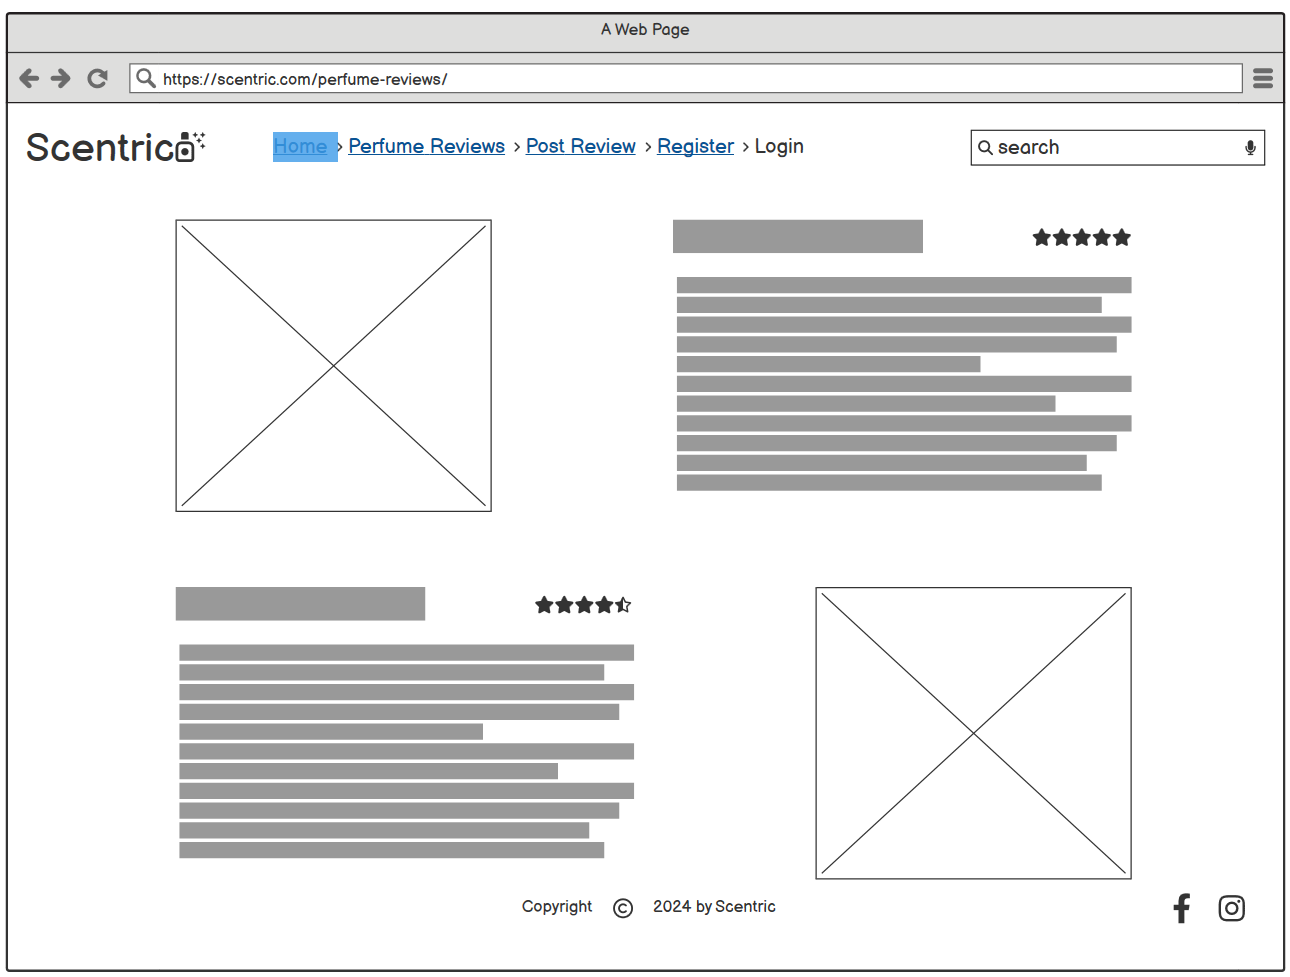 A Web Page
https://scentric.com/perfume-reviews/
Scentric
Home › Perfume Reviews › Post Review › Register › Login
search
Copyright © 2024 by Scentric